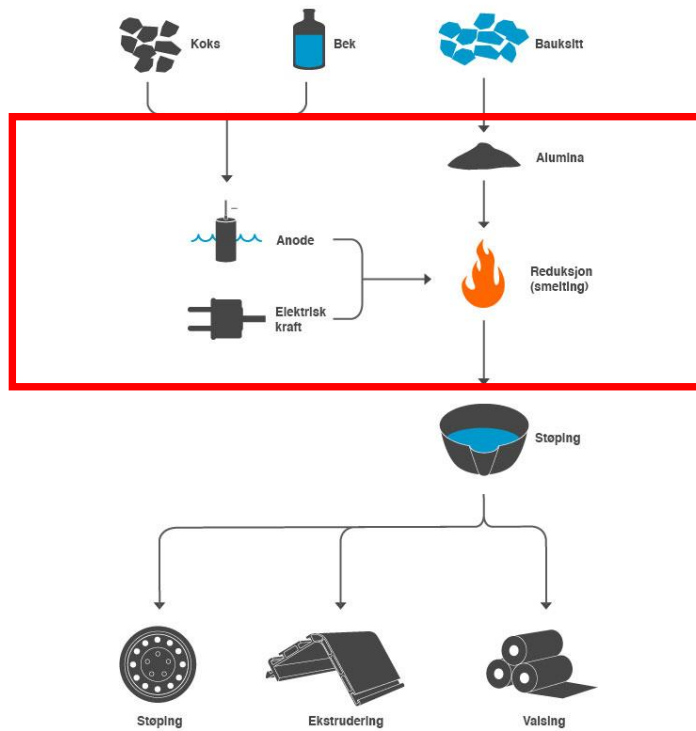 Koks
Bek
Bauksitt
Alumina
Anode
Reduksjon
(smelting)
Elektrisk
kraft
Støping
Støping
Ekstrudering
Valsing